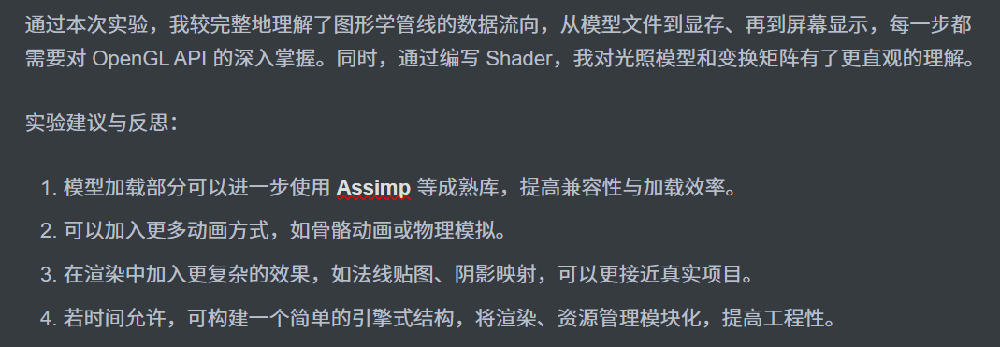 通过本次实验，我较完整地理解了图形学管线的数据流向，从模型文件到显存、再到屏幕显示，每一步都
需要对 OpenGL API 的深入掌握。同时，通过编写 Shader，我对光照模型和变换矩阵有了更直观的理解。
实验建议与反思：
1. 模型加载部分可以进一步使用 Assimp 等成熟库，提高兼容性与加载效率。
2. 可以加入更多动画方式，如骨骼动画或物理模拟。
3. 在渲染中加入更复杂的效果，如法线贴图、阴影映射，可以更接近真实项目。
4. 若时间允许，可构建一个简单的引擎式结构，将渲染、资源管理模块化，提高工程性。